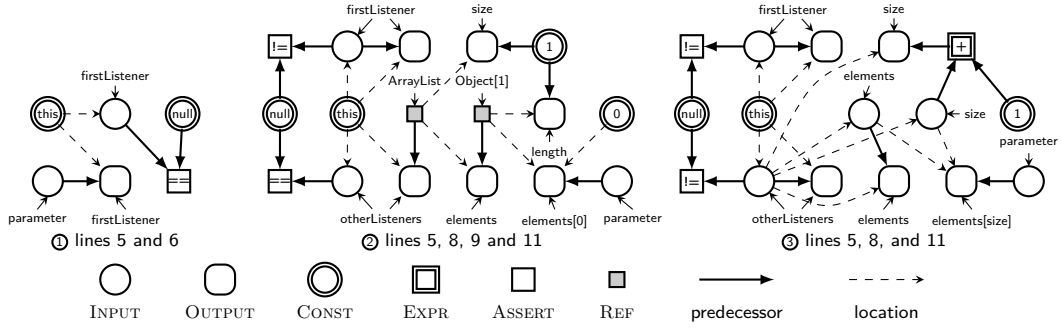 firstListener
this
null
==
parameter
firstListener
① lines 5 and 6
firstListener
size
!=
1
ArrayList
Object[1]
null
this
0
length
==
otherListeners
elements
elements[0]
parameter
② lines 5, 8, 9 and 11
firstListener
size
!=
+
elements
null
this
size
1
parameter
!=
otherListeners
elements
elements[size]
③ lines 5, 8, and 11
INPUT
OUTPUT
CONST
EXPR
ASSERT
REF
predecessor
location